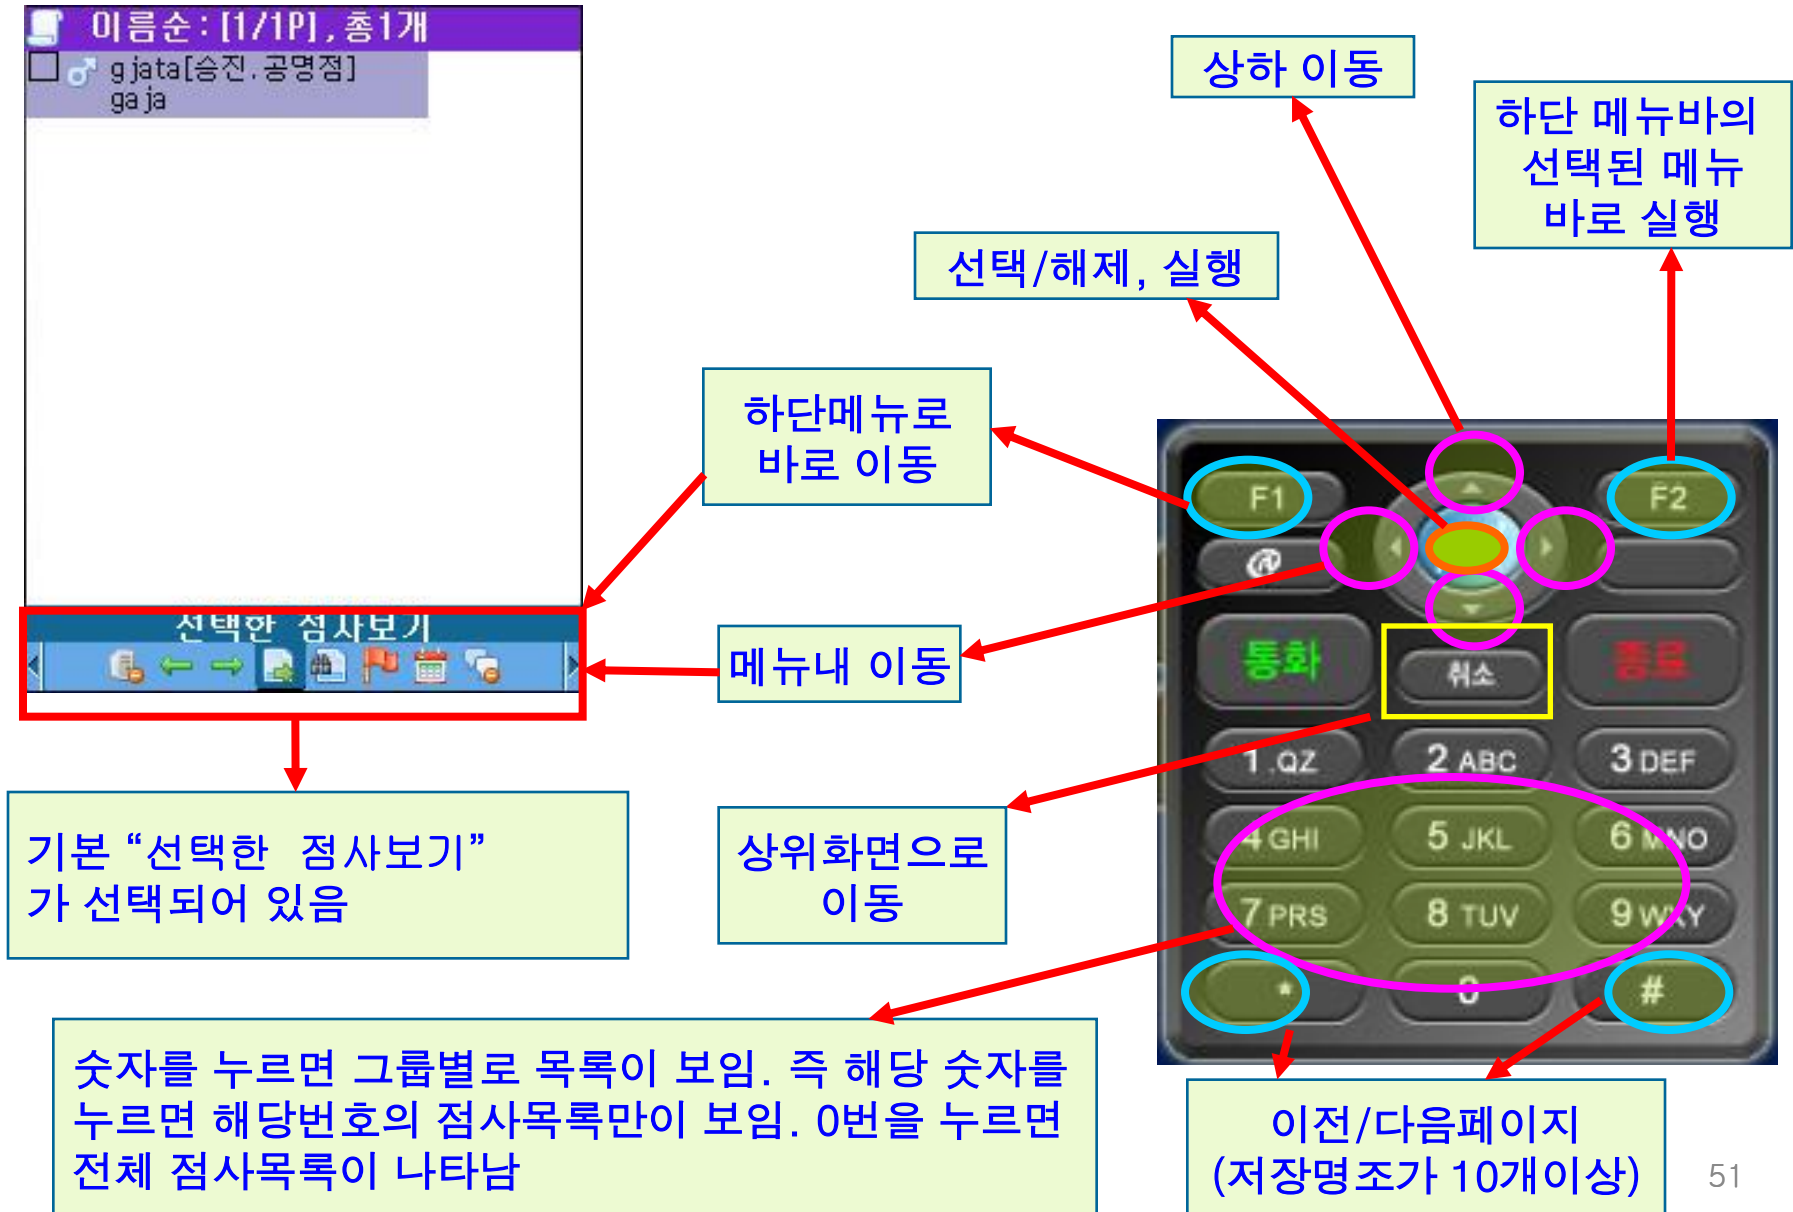 이름순:[1/1P],총1개
gjata[승진.공명점]
gaja
선택한 점사보기
기본 “선택한 점사보기”
가 선택되어 있음
상하 이동
하단 메뉴바의
선택된 메뉴
바로 실행
선택/해제, 실행
하단메뉴로
바로 이동
메뉴내 이동
상위화면으로
이동
F1
F2
@
통화
취소
종료
1.QZ
2 ABC
3 DEF
4 GHI
5 JKL
6 MNO
7 PRS
8 TUV
9 WXY
*
0
#
숫자를 누르면 그룹별로 목록이 보임. 즉 해당 숫자를
누르면 해당번호의 점사목록만이 보임. 0번을 누르면
전체 점사목록이 나타남
이전/다음페이지
(저장명조가 10개이상)
51